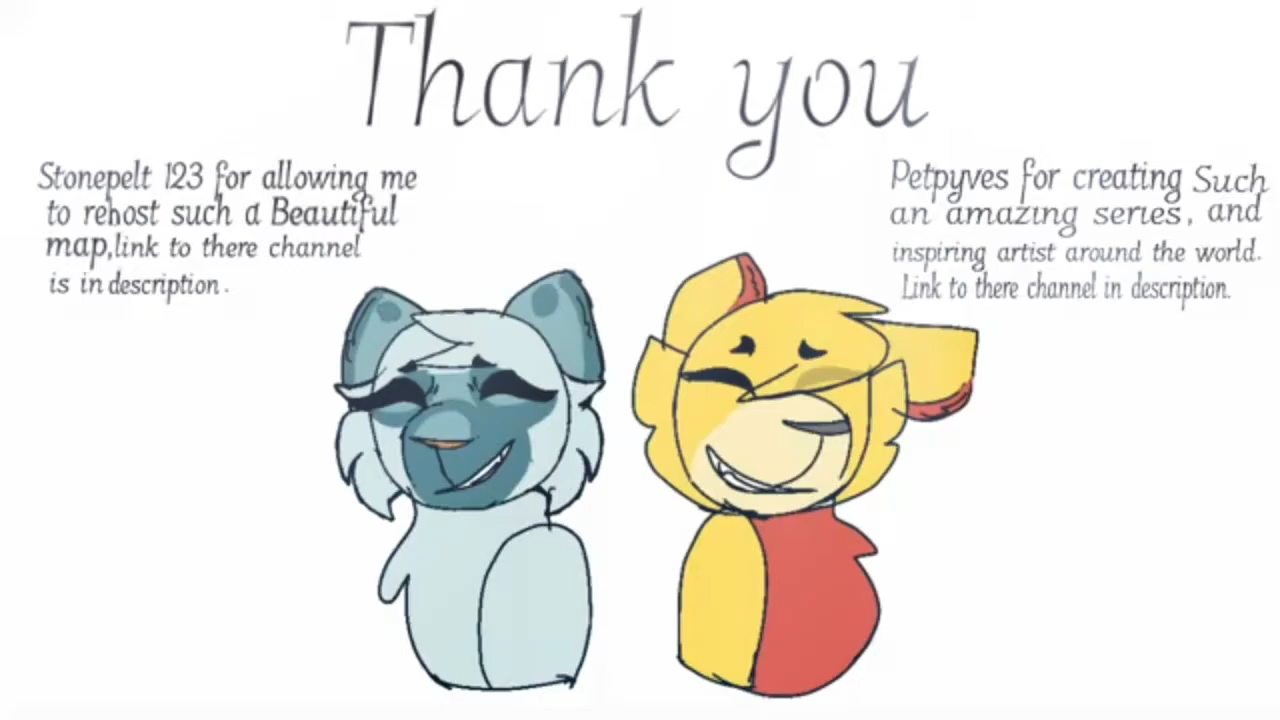 Thank you
Stonepelt 123 for allowing me
to rehost such a Beautiful
map,link to there channel
is in description.
Petpyves for creating Such
an amazing series, and
inspiring artist around the world.
Link to there channel in description.